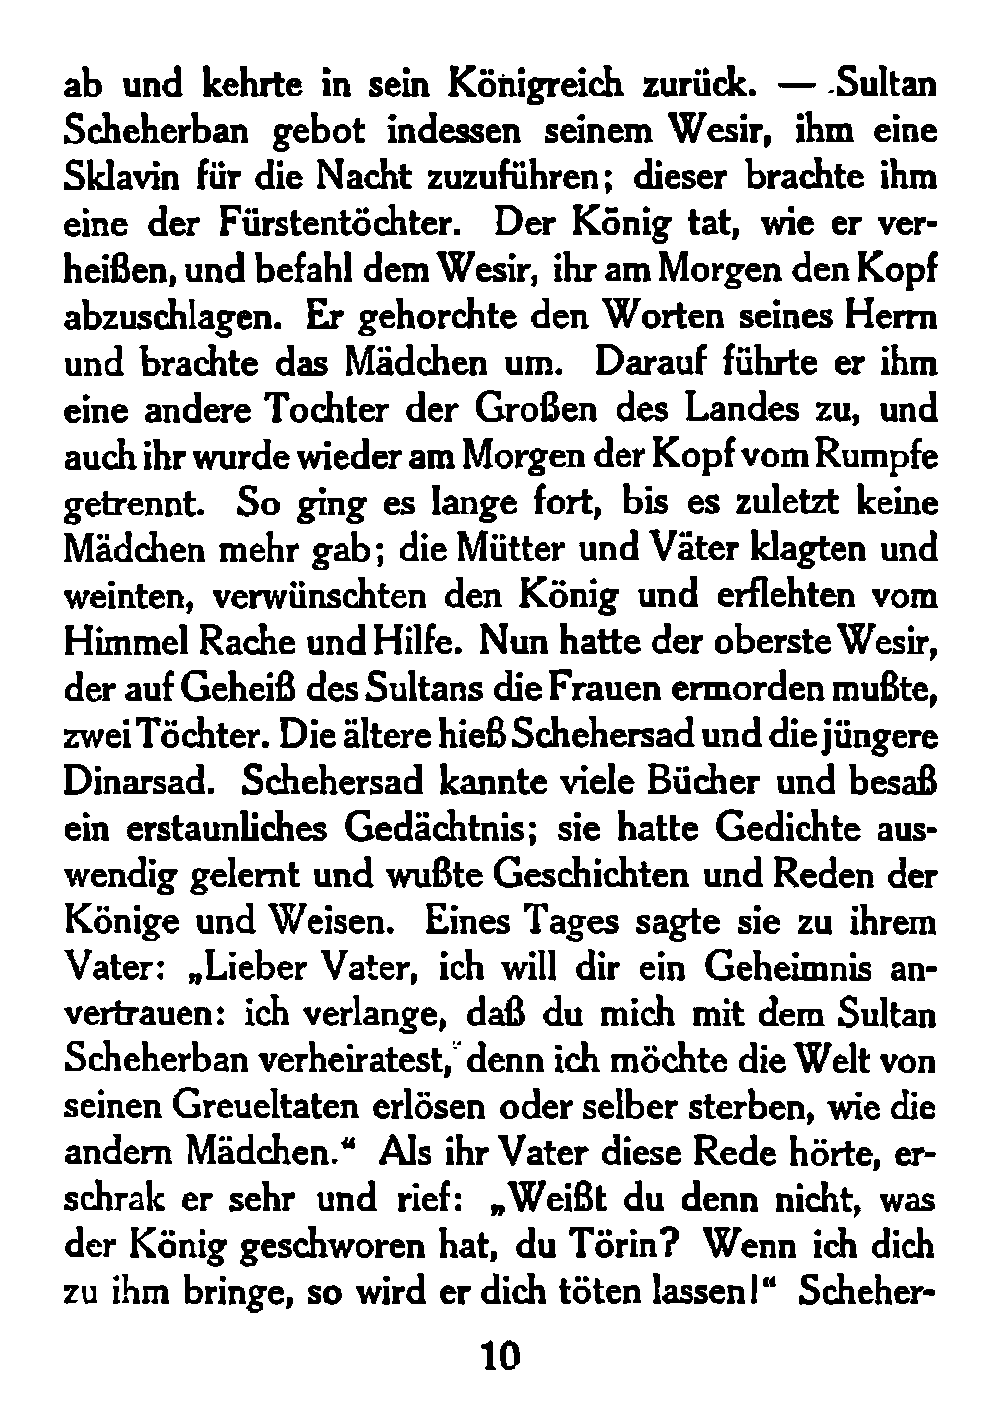 ab und kehrte in sein Königreich zurück. — Sultan
Scheherban gebot indessen seinem Wesir, ihm eine
Sklavin für die Nacht zuzuführen; dieser brachte ihm
eine der Fürstentöchter. Der König tat, wie er ver-
heißen, und befahl dem Wesir, ihr am Morgen den Kopf
abzuschlagen. Er gehorchte den Worten seines Herrn
und brachte das Mädchen um. Darauf führte er ihm
eine andere Tochter der Großen des Landes zu, und
auch ihr wurde wieder am Morgen der Kopf vom Rumpfe
getrennt. So ging es lange fort, bis es zuletzt keine
Mädchen mehr gab; die Mütter und Väter klagten und
weinten, verwünschten den König und erflehten vom
Himmel Rache und Hilfe. Nun hatte der oberste Wesir,
der auf Geheiß des Sultans die Frauen ermorden mußte,
zwei Töchter. Die ältere hieß Schehersad und die jüngere
Dinarsad. Schehersad kannte viele Bücher und besaß
ein erstaunliches Gedächtnis; sie hatte Gedichte aus-
wendig gelernt und wußte Geschichten und Reden der
Könige und Weisen. Eines Tages sagte sie zu ihrem
Vater: „Lieber Vater, ich will dir ein Geheimnis an-
vertrauen: ich verlange, daß du mich mit dem Sultan
Scheherban verheiratest, denn ich möchte die Welt von
seinen Greueltaten erlösen oder selber sterben, wie die
andern Mädchen.“ Als ihr Vater diese Rede hörte, er-
schrak er sehr und rief: „Weißt du denn nicht, was
der König geschworen hat, du Törin? Wenn ich dich
zu ihm bringe, so wird er dich töten lassen!“ Scheher-
10